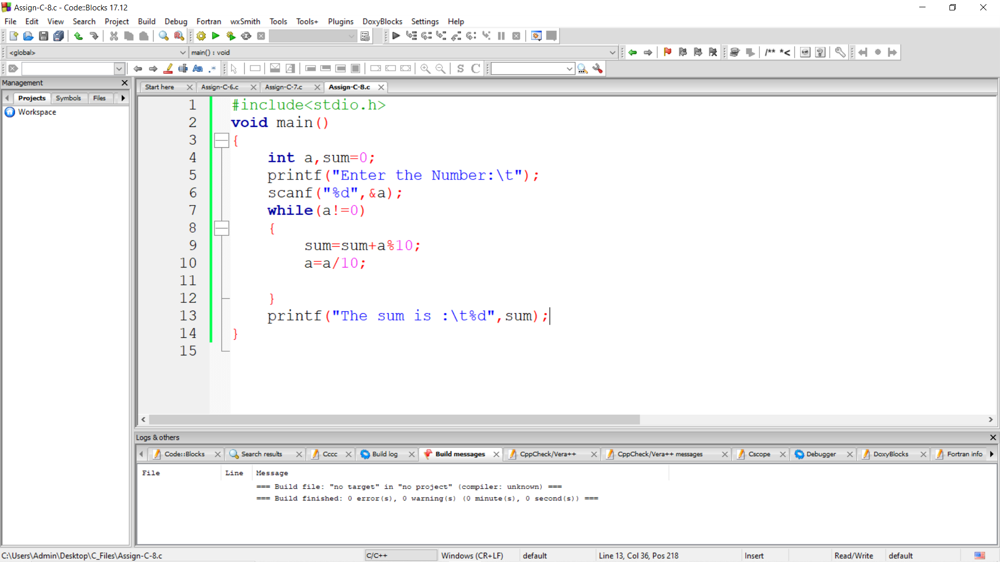 Assign-C-8.c - Code::Blocks 17.12
File Edit View Search Project Build Debug Fortran wxSmith Tools Tools+ Plugins DoxyBlocks Settings Help
<global> main() : void
/** *<
Aa .*
S C
Management
Projects Symbols Files
Workspace
Start here Assign-C-6.c Assign-C-7.c Assign-C-8.c
1 #include<stdio.h>
2 void main()
3 {
4 int a,sum=0;
5 printf("Enter the Number:\t");
6 scanf("%d",&a);
7 while(a!=0)
8 {
9 sum=sum+a%10;
10 a=a/10;
11
12 }
13 printf("The sum is :\t%d",sum);
14 }
15
Logs & others
Code::Blocks Search results Cccc Build log Build messages CppCheck/Vera++ CppCheck/Vera++ messages Cscope Debugger DoxyBlocks Fortran info
File Line Message
=== Build file: "no target" in "no project" (compiler: unknown) ===
=== Build finished: 0 error(s), 0 warning(s) (0 minute(s), 0 second(s)) ===
C:\Users\Admin\Desktop\C_Files\Assign-C-8.c C/C++ Windows (CR+LF) default Line 13, Col 36, Pos 218 Insert Read/Write default